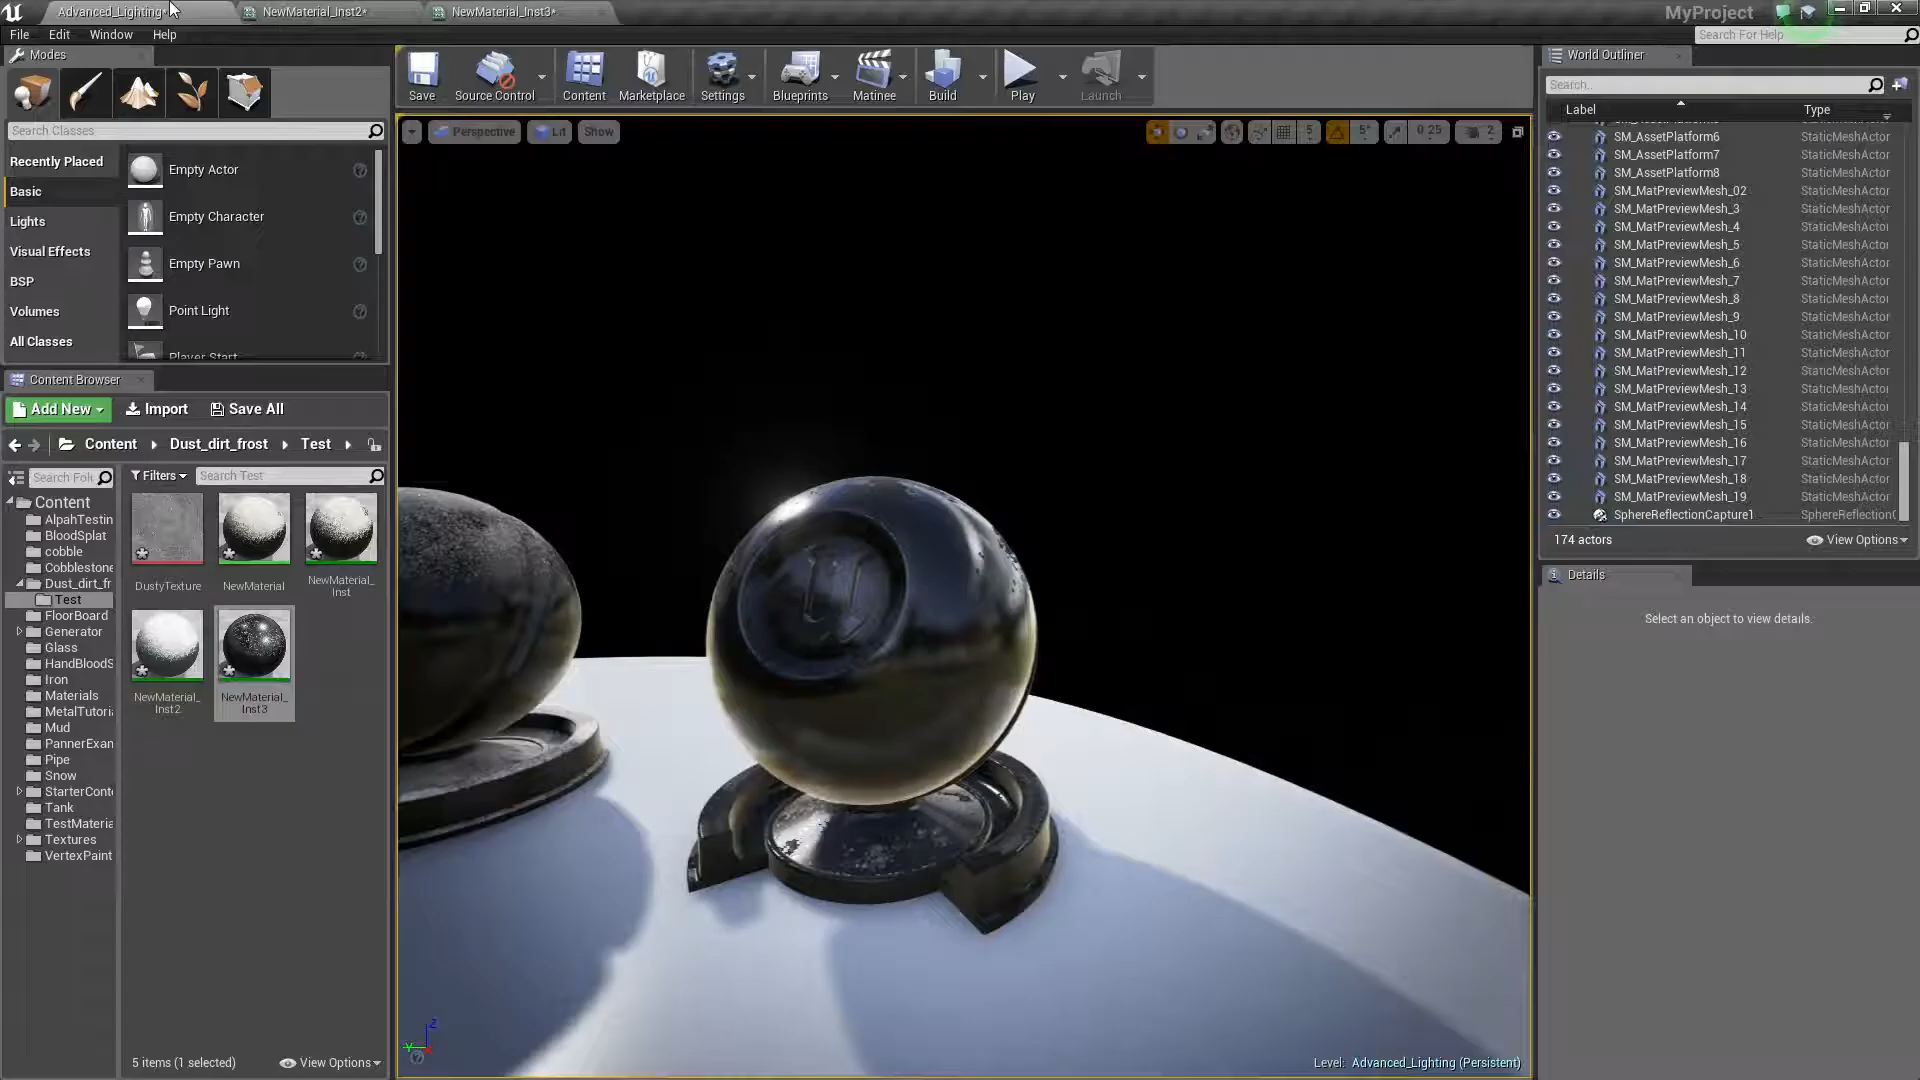 Advanced_Lighting*
NewMaterial_Inst2*
NewMaterial_Inst3*
MyProject
File
Edit
Window
Help
Search For Help
Modes
Search Classes
Recently Placed
Basic
Lights
Visual Effects
BSP
Volumes
All Classes
Empty Actor
Empty Character
Empty Pawn
Point Light
Player Start
Save
Source Control
Content
Marketplace
Settings
Blueprints
Matinee
Build
Play
Launch
Perspective
Lit
Show
5
5°
0.25
2
World Outliner
Search..
Label
Type
SM_AssetPlatform6 StaticMeshActor
SM_AssetPlatform7 StaticMeshActor
SM_AssetPlatform8 StaticMeshActor
SM_MatPreviewMesh_02 StaticMeshActor
SM_MatPreviewMesh_3 StaticMeshActor
SM_MatPreviewMesh_4 StaticMeshActor
SM_MatPreviewMesh_5 StaticMeshActor
SM_MatPreviewMesh_6 StaticMeshActor
SM_MatPreviewMesh_7 StaticMeshActor
SM_MatPreviewMesh_8 StaticMeshActor
SM_MatPreviewMesh_9 StaticMeshActor
SM_MatPreviewMesh_10 StaticMeshActor
SM_MatPreviewMesh_11 StaticMeshActor
SM_MatPreviewMesh_12 StaticMeshActor
SM_MatPreviewMesh_13 StaticMeshActor
SM_MatPreviewMesh_14 StaticMeshActor
SM_MatPreviewMesh_15 StaticMeshActor
SM_MatPreviewMesh_16 StaticMeshActor
SM_MatPreviewMesh_17 StaticMeshActor
SM_MatPreviewMesh_18 StaticMeshActor
SM_MatPreviewMesh_19 StaticMeshActor
SphereReflectionCapture1 SphereReflectionC
174 actors
View Options
Details
Select an object to view details.
Content Browser
Add New
Import
Save All
Content
Dust_dirt_frost
Test
Search Fol
Filters
Search Test
Content
AlpahTestin
BloodSplat
cobble
Cobblestone
Dust_dirt_fr
Test
FloorBoard
Generator
Glass
HandBloodS
Iron
Materials
MetalTutoria
Mud
PannerExan
Pipe
Snow
StarterConte
Tank
TestMateria
Textures
VertexPaint
DustyTexture
NewMaterial
NewMaterial_
Inst
NewMaterial_
Inst2
NewMaterial_
Inst3
5 items (1 selected)
View Options
Z
Y
X
Level: Advanced_Lighting (Persistent)